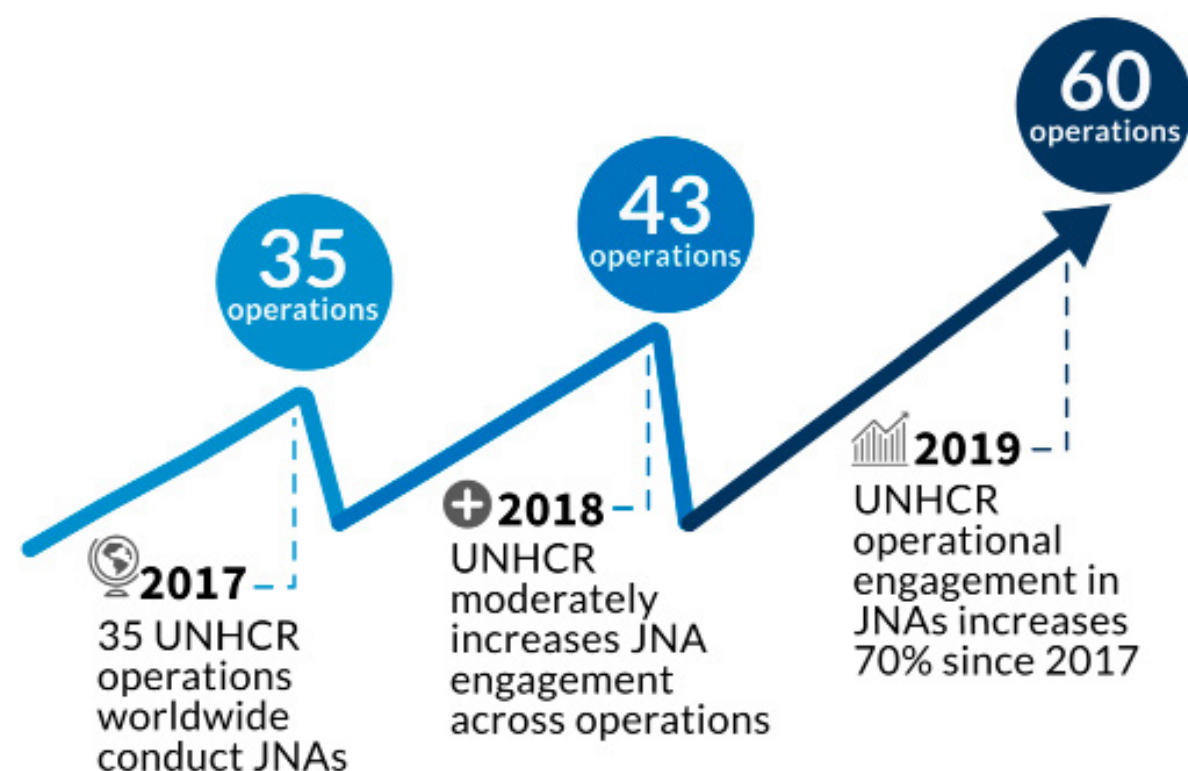 35
operations
2017
35 UNHCR
operations
worldwide
conduct JNAs
43
operations
2018
UNHCR
moderately
increases JNA
engagement
across operations
60
operations
2019
UNHCR
operational
engagement in
JNAs increases
70% since 2017